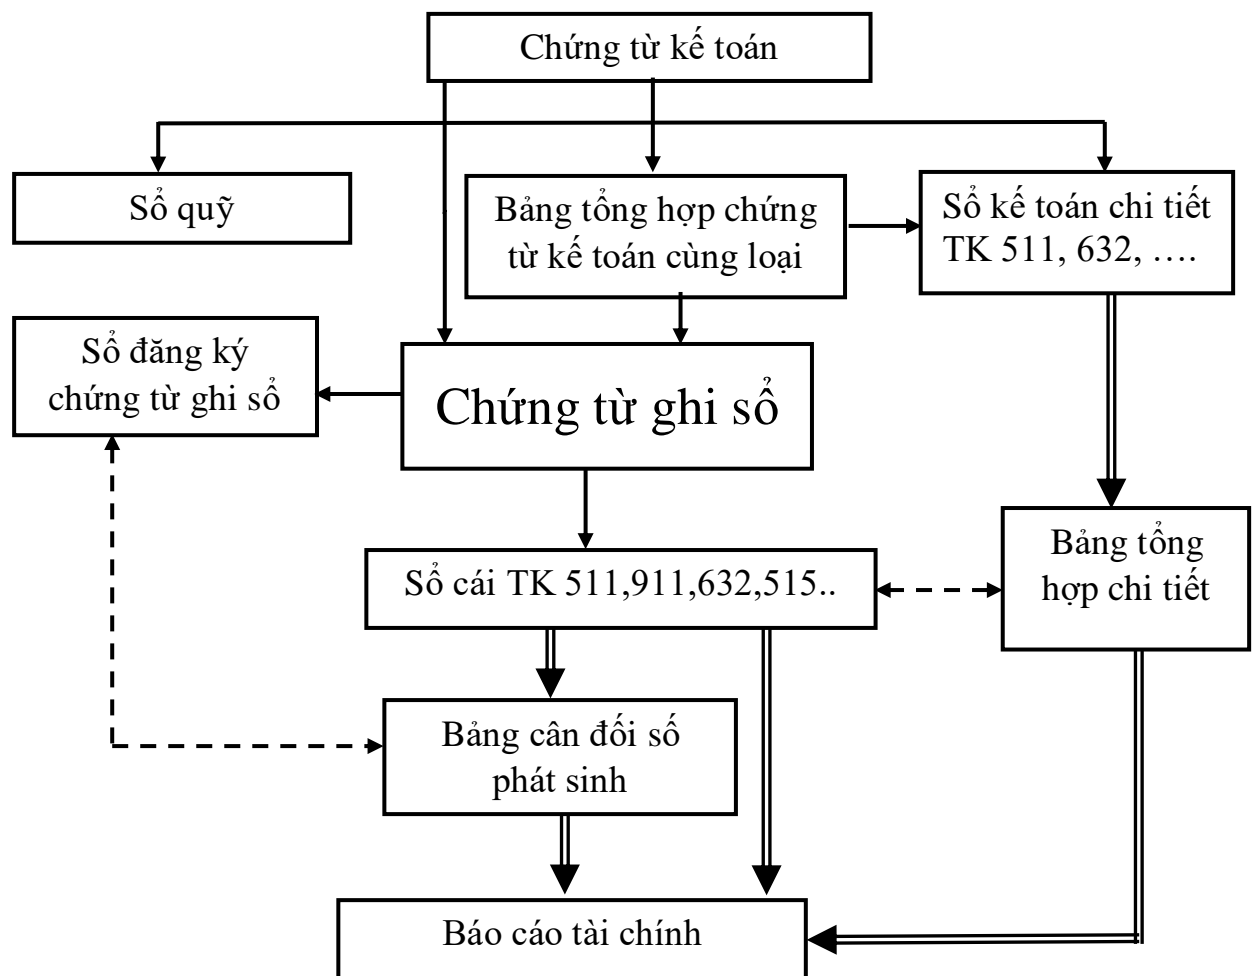 Chứng từ kế toán
Sổ quỹ
Bảng tổng hợp chứng
từ kế toán cùng loại
Sổ kế toán chi tiết
TK 511, 632, ….
Sổ đăng ký
chứng từ ghi sổ
Chứng từ ghi sổ
Sổ cái TK 511,911,632,515..
Bảng tổng
hợp chi tiết
Bảng cân đối số
phát sinh
Báo cáo tài chính